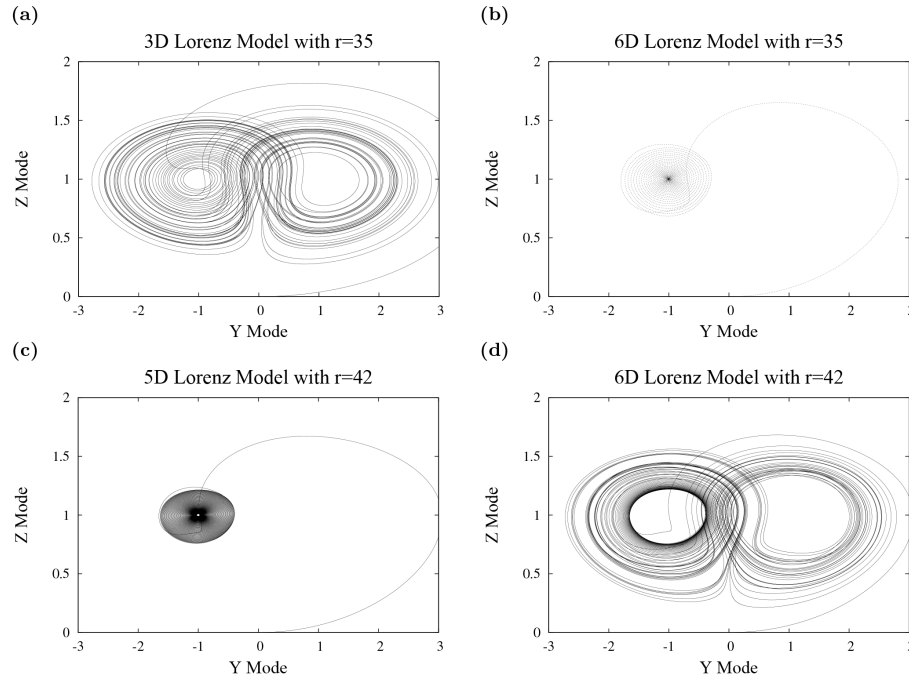 (a)
3D Lorenz Model with r=35
2
1.5
1
0.5
0
Z Mode
-3 -2 -1 0 1 2 3
Y Mode
(b)
6D Lorenz Model with r=35
2
1.5
1
0.5
0
Z Mode
-3 -2 -1 0 1 2 3
Y Mode
(c)
5D Lorenz Model with r=42
2
1.5
1
0.5
0
Z Mode
-3 -2 -1 0 1 2 3
Y Mode
(d)
6D Lorenz Model with r=42
2
1.5
1
0.5
0
Z Mode
-3 -2 -1 0 1 2 3
Y Mode